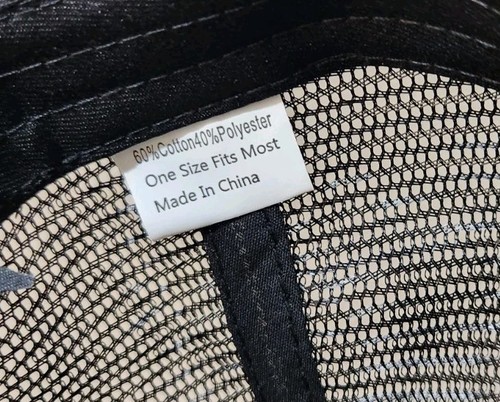 60%Cotton40%Polyester
One Size Fits Most
Made In China